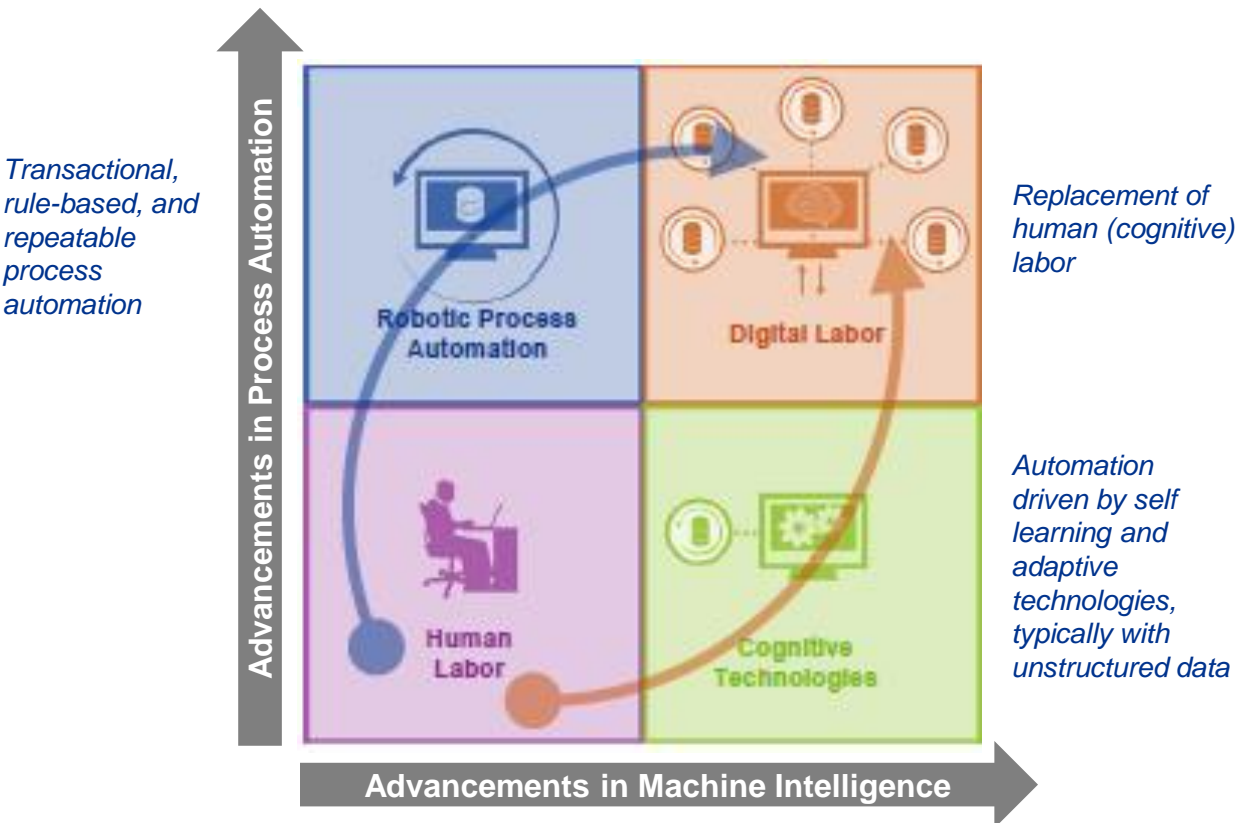 Transactional,
rule-based, and
repeatable
process
automation
Advancements in Process Automation
Robotic Process
Automation
Digital Labor
Replacement of
human (cognitive)
labor
Human
Labor
Cognitive
Technologies
Automation
driven by self
learning and
adaptive
technologies,
typically with
unstructured data
Advancements in Machine Intelligence